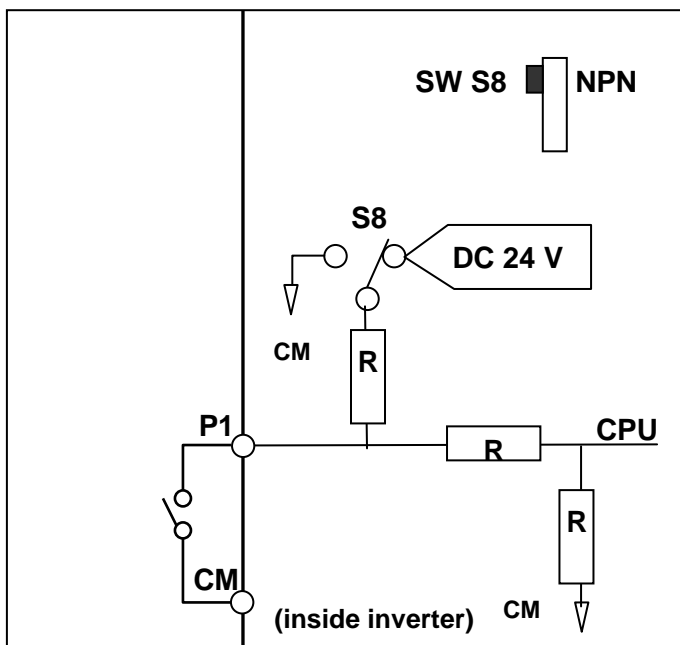 SW S8 NPN
S8
DC 24 V
CM
R
P1
R
CPU
R
CM
(inside inverter)
CM